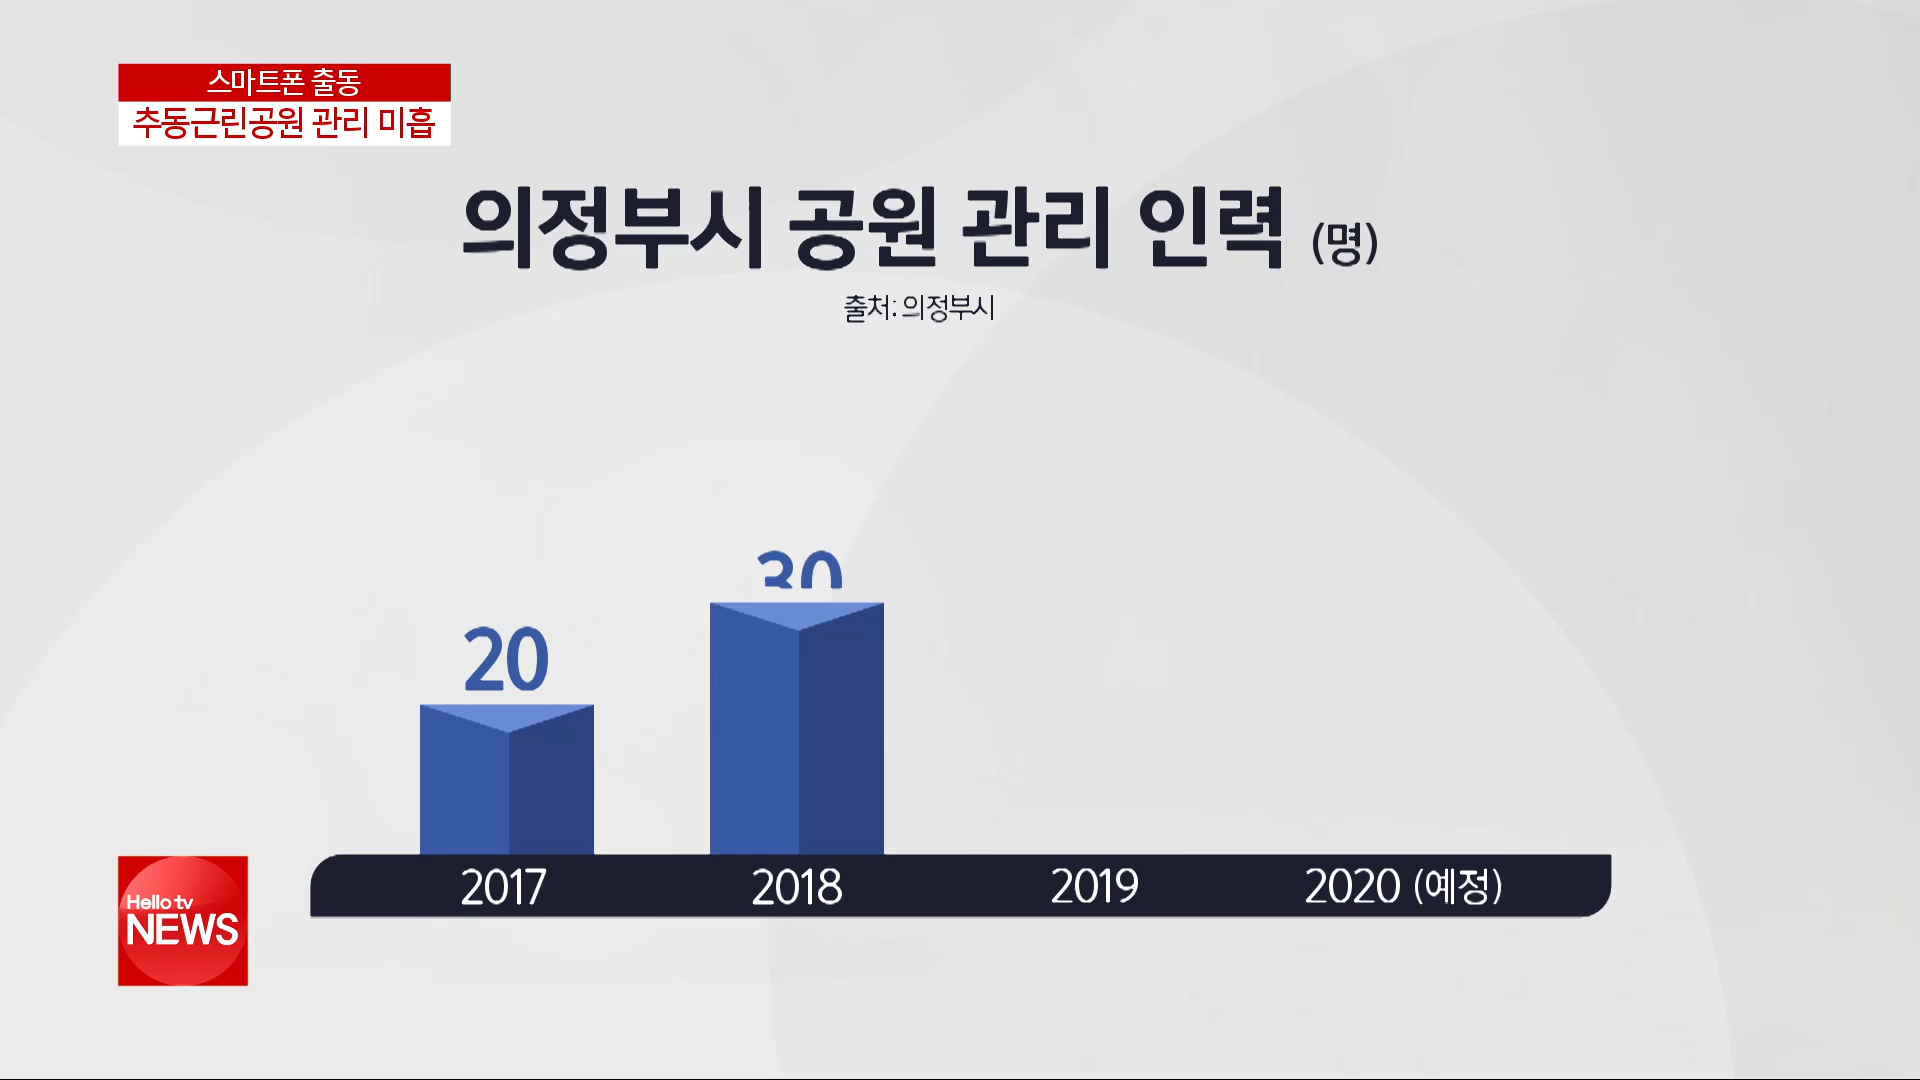 스마트폰 출동
추동근린공원 관리 미흡
의정부시 공원 관리 인력 (명)
출처: 의정부시
30
20
2017 2018 2019 2020 (예정)
Hello tv
NEWS